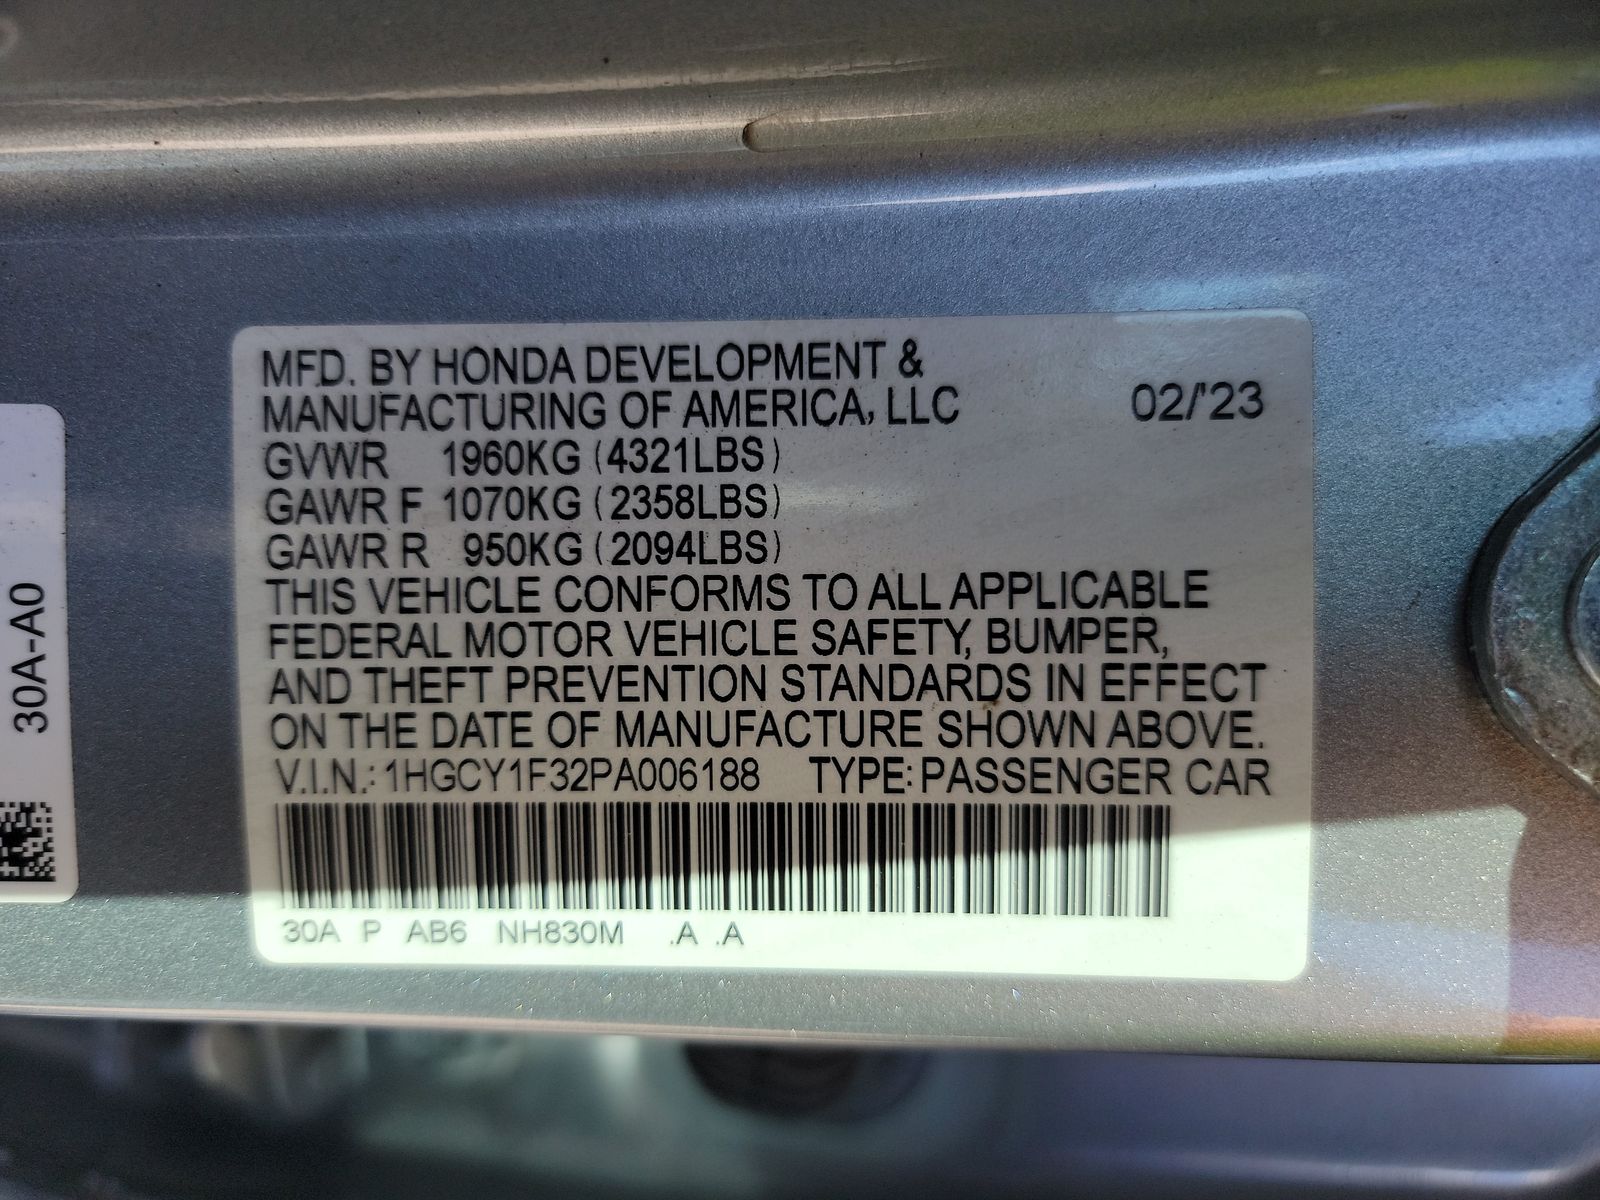 MFD. BY HONDA DEVELOPMENT &
MANUFACTURING OF AMERICA, LLC 02/'23
GVWR 1960KG (4321LBS)
GAWR F 1070KG (2358LBS)
GAWR R 950KG (2094LBS)
THIS VEHICLE CONFORMS TO ALL APPLICABLE
FEDERAL MOTOR VEHICLE SAFETY, BUMPER,
AND THEFT PREVENTION STANDARDS IN EFFECT
ON THE DATE OF MANUFACTURE SHOWN ABOVE.
V.I.N.: 1HGCY1F32PA006188 TYPE: PASSENGER CAR
30A P AB6 NH830M .A .A
30A-A0